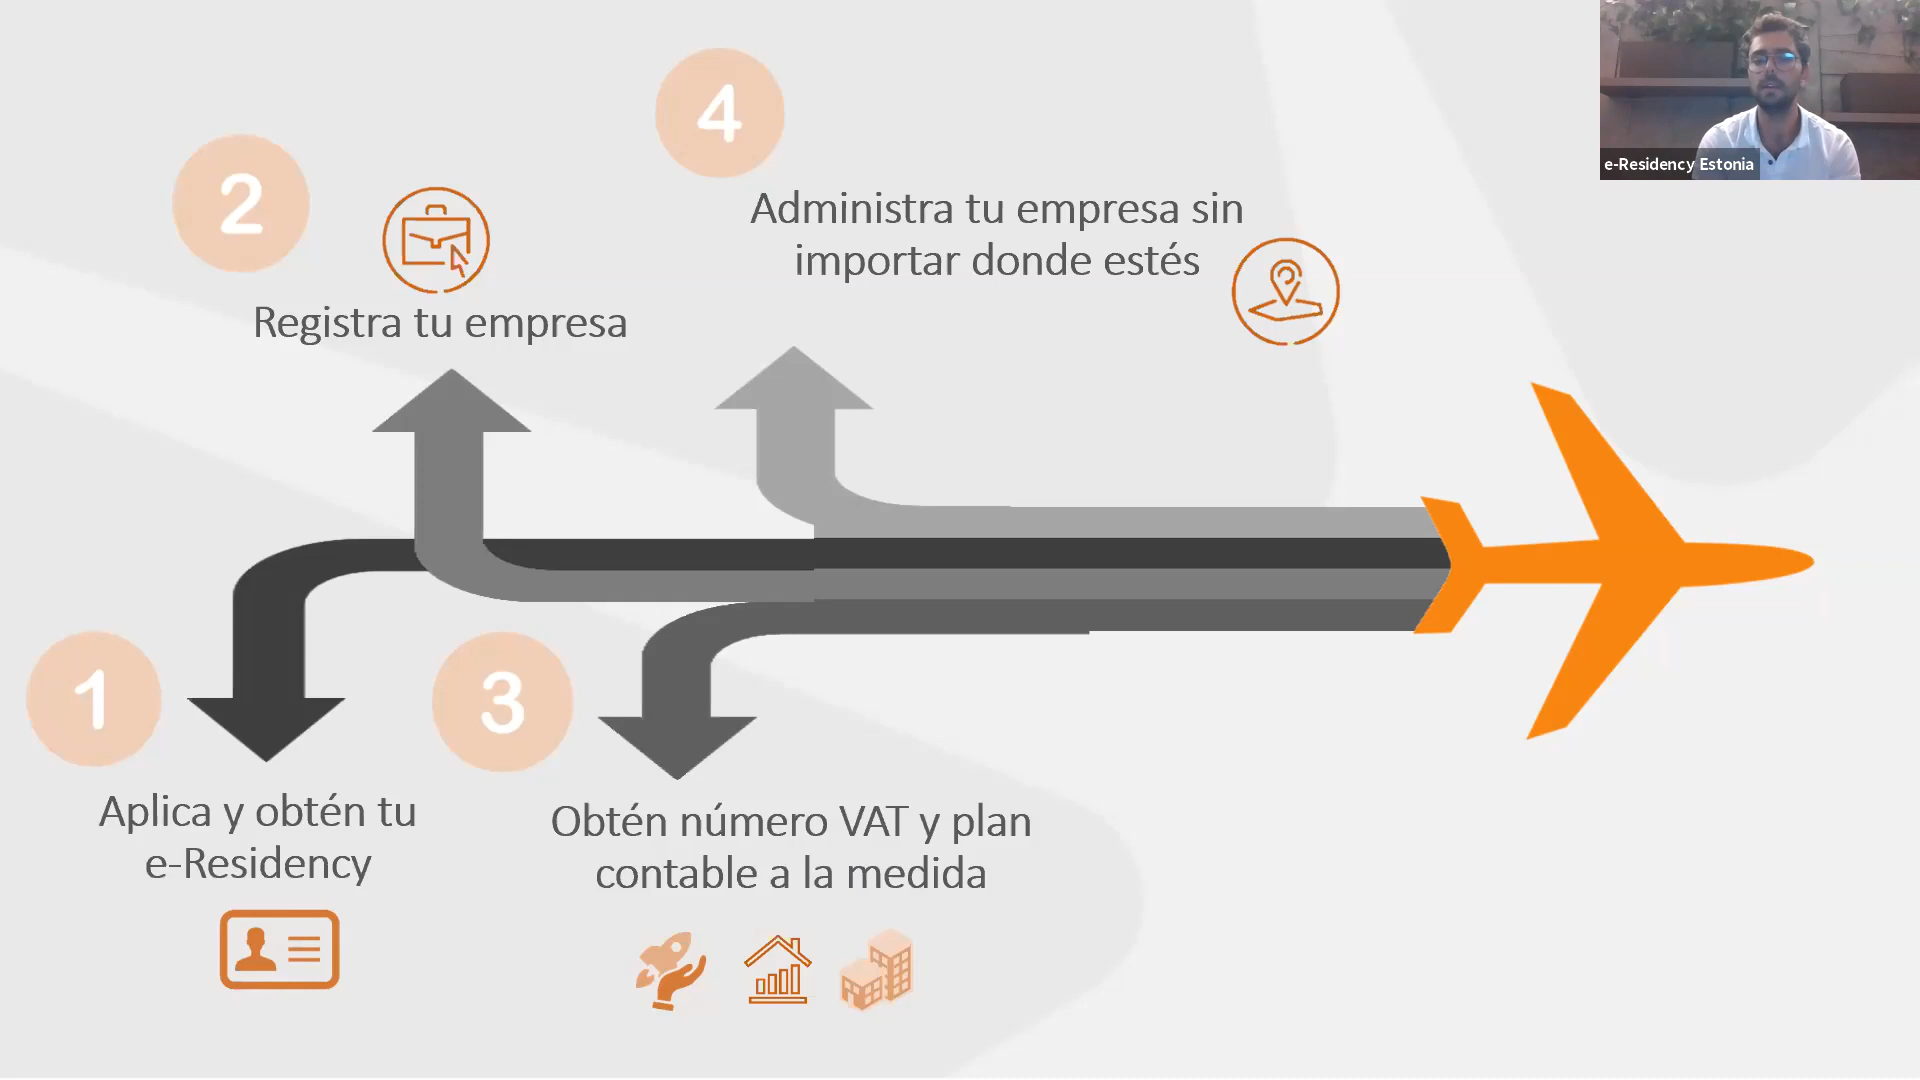 1
Aplica y obtén tu
e-Residency
2
Registra tu empresa
3
Obtén número VAT y plan
contable a la medida
4
Administra tu empresa sin
importar donde estés
e-Residency Estonia